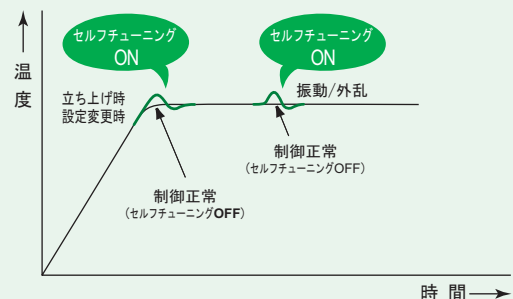 セルフチューニング
ON
セルフチューニング
ON
温度
立ち上げ時
設定変更時
振動/外乱
制御正常
(セルフチューニングOFF)
制御正常
(セルフチューニングOFF)
時間